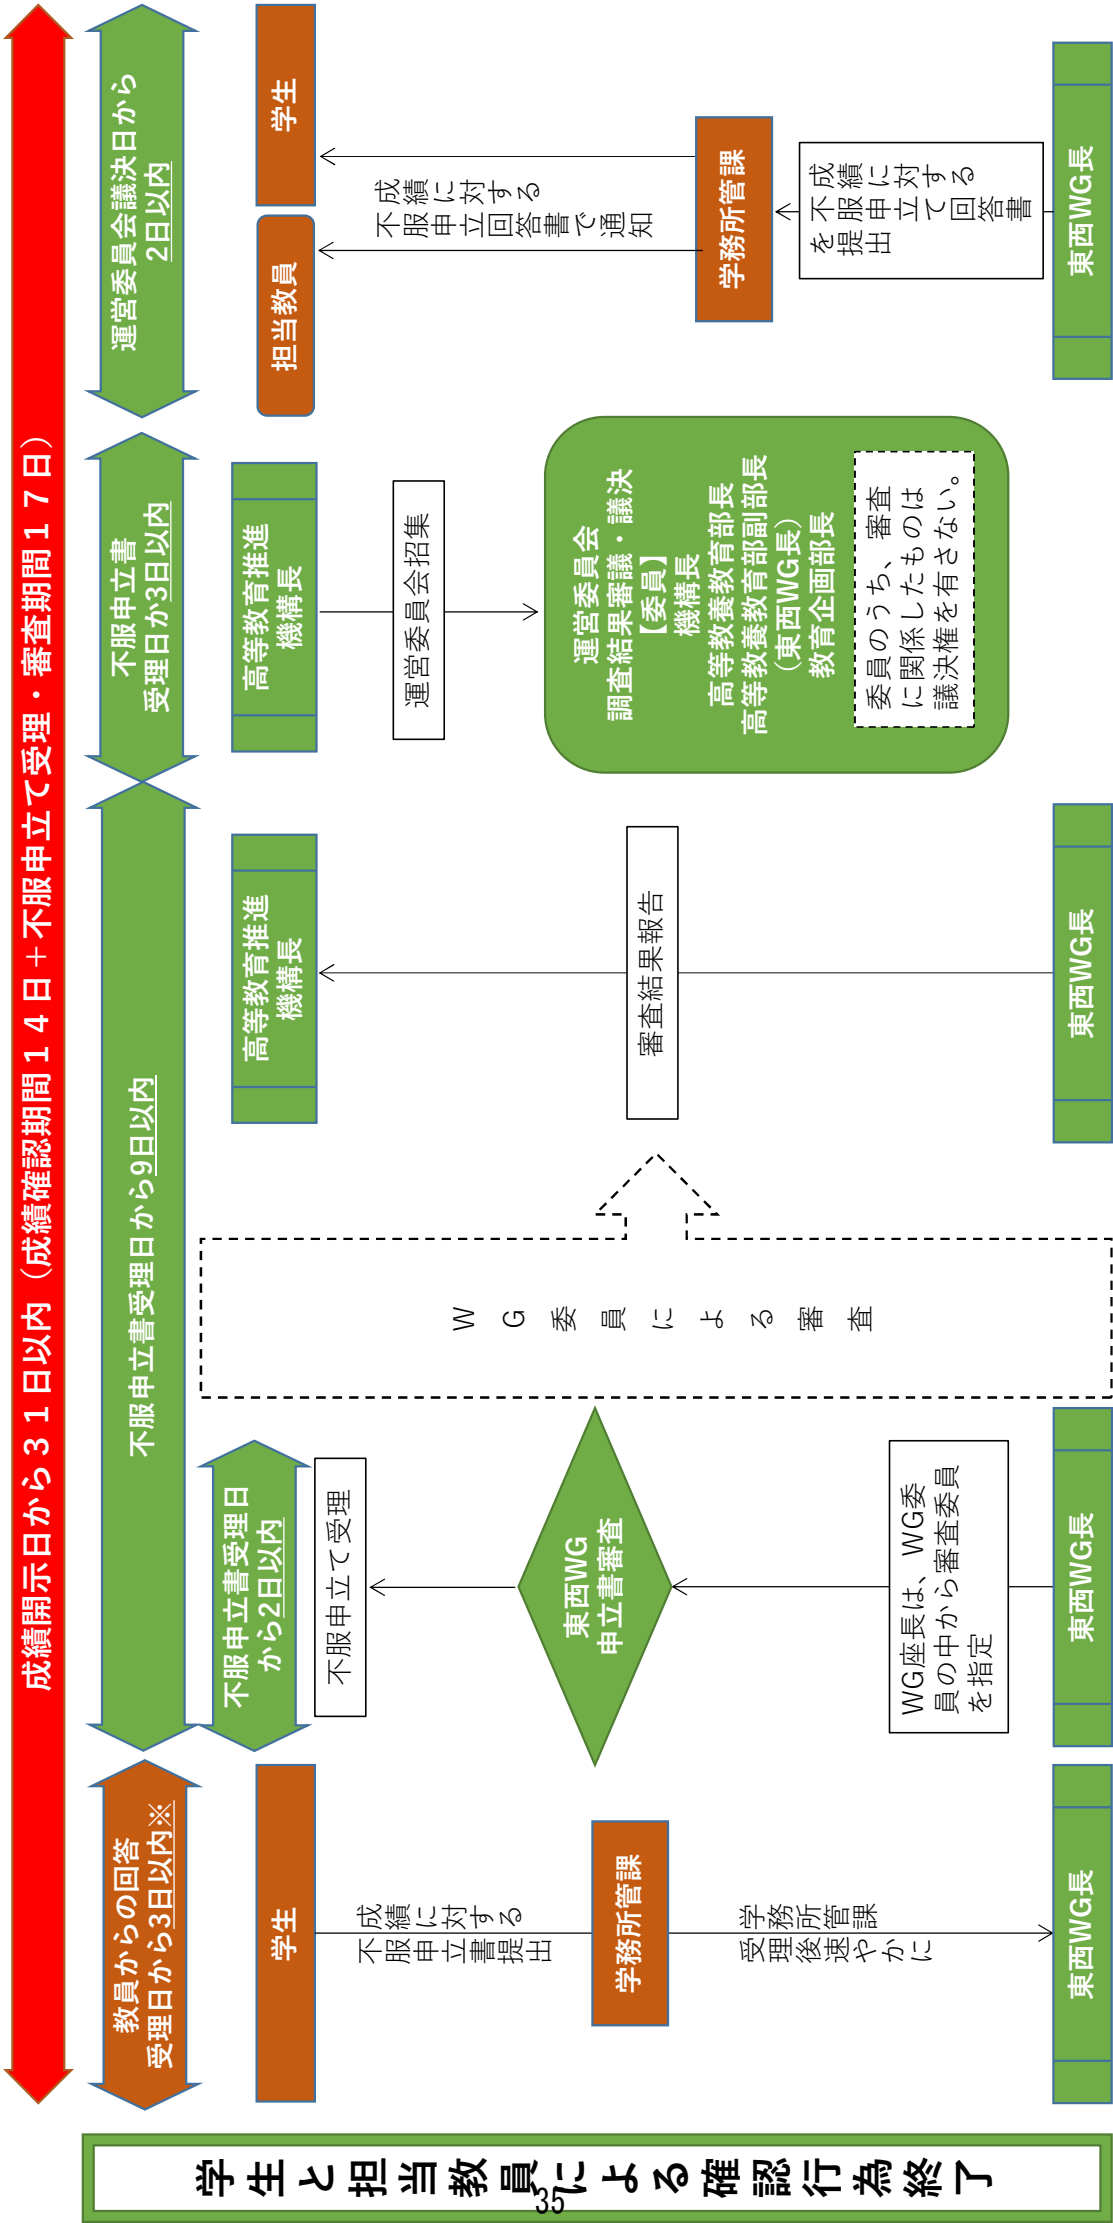 成績開示日から３１日以内（成績確認期間１４日＋不服申立て受理・審査期間１７日）
教員からの回答
受理日から3日以内※
不服申立書受理日から9日以内
不服申立書
受理日か3日以内
運営委員会議決日から
2日以内
不服申立書受理日
から2日以内
学生と担当教員による確認行為終了
学生
成績に対する
不服申立書提出
学務所管課
学務所管課
受理後速やかに
東西WG長
不服申立て受理
東西WG
申立書審査
WG座長は、WG委
員の中から審査委員
を指定
東西WG長
ＷＧ委員による審査
高等教育推進
機構長
審査結果報告
東西WG長
高等教育推進
機構長
運営委員会招集
運営委員会
調査結果審議・議決
【委員】
機構長
高等教養教育部長
高等教養教育部副部長
（東西WG長）
教育企画部長
委員のうち、審査
に関係したものは
議決権を有さない。
担当教員
学生
成績に対する
不服申立回答書で通知
学務所管課
成績に対する
不服申立て回答書
を提出
東西WG長
35